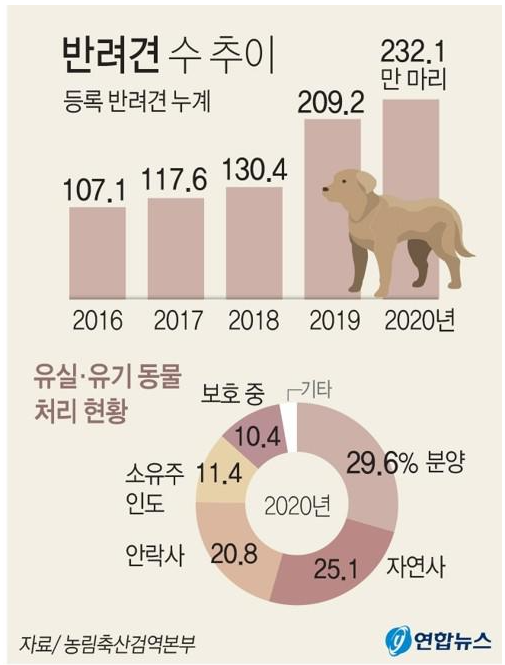 반려견 수 추이
등록 반려견 누계
107.1
117.6
130.4
209.2
232.1
만 마리
2016
2017
2018
2019
2020년
유실·유기 동물
처리 현황
보호 중
기타
10.4
29.6% 분양
소유주
인도
11.4
2020년
안락사
20.8
25.1
자연사
자료/ 농림축산검역본부
연합뉴스